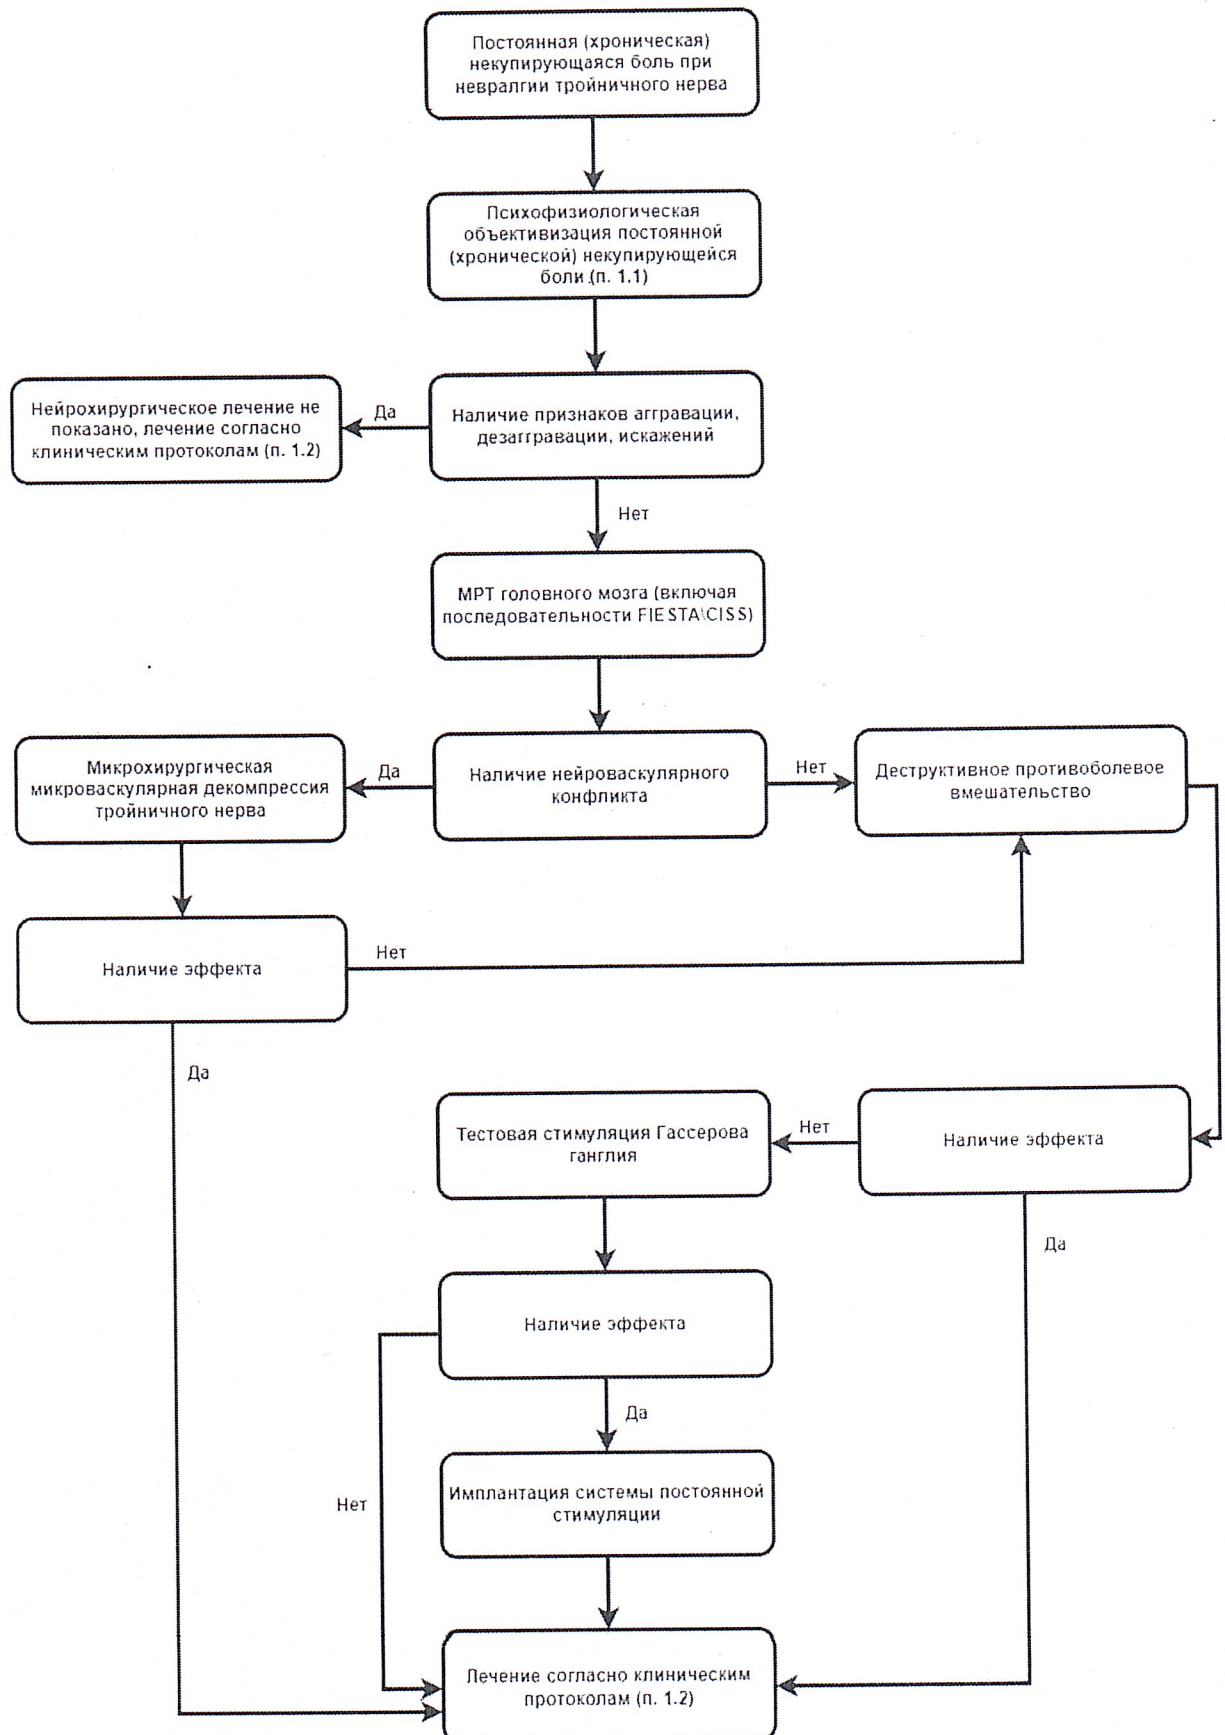 Постоянная (хроническая)
некупирующаяся боль при
невралгии тройничного нерва
Психофизиологическая
объективизация постоянной
(хронической) некупирующейся
боли (п. 1.1)
Нейрохирургическое лечение не
показано, лечение согласно
клиническим протоколам (п. 1.2)
Да
Наличие признаков аггравации,
дезаггравации, искажений
Нет
МРТ головного мозга (включая
последовательности FIESTA\CISS)
Микрохирургическая
микроваскулярная декомпрессия
тройничного нерва
Да
Наличие нейроваскулярного
конфликта
Нет
Деструктивное противоболевое
вмешательство
Наличие эффекта
Нет
Да
Тестовая стимуляция Гассерова
ганглия
Нет
Наличие эффекта
Да
Наличие эффекта
Да
Нет
Имплантация системы постоянной
стимуляции
Лечение согласно клиническим
протоколам (п. 1.2)